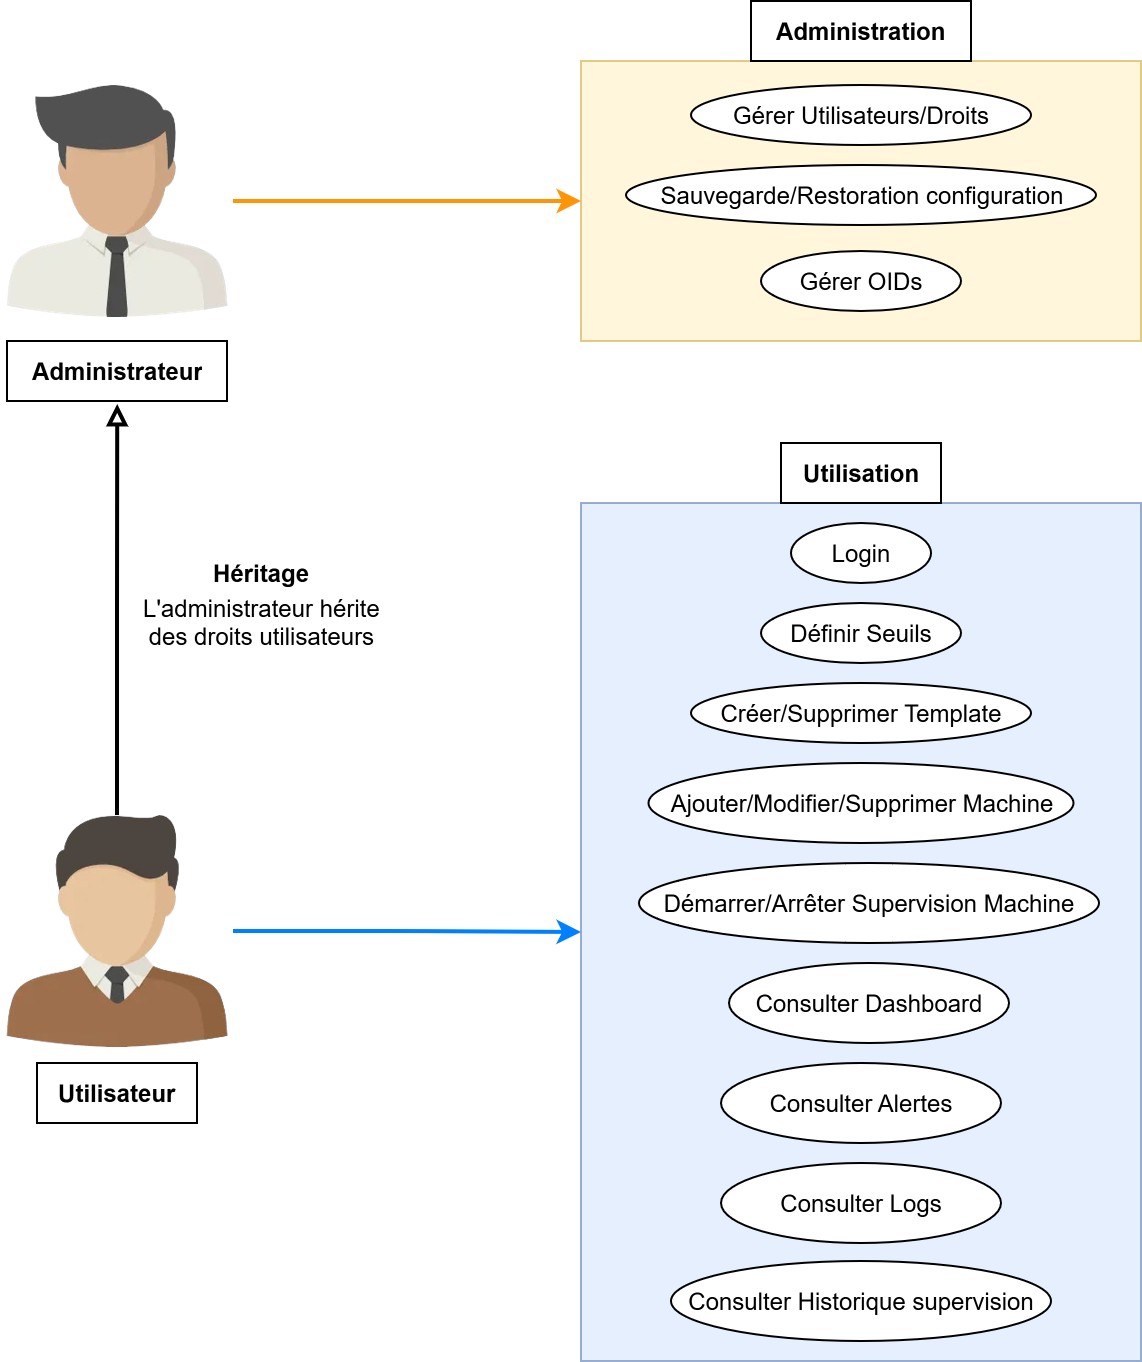 Administration
Gérer Utilisateurs/Droits
Sauvegarde/Restoration configuration
Gérer OIDs
Administrateur
Héritage
L'administrateur hérite
des droits utilisateurs
Utilisateur
Utilisation
Login
Définir Seuils
Créer/Supprimer Template
Ajouter/Modifier/Supprimer Machine
Démarrer/Arrêter Supervision Machine
Consulter Dashboard
Consulter Alertes
Consulter Logs
Consulter Historique supervision